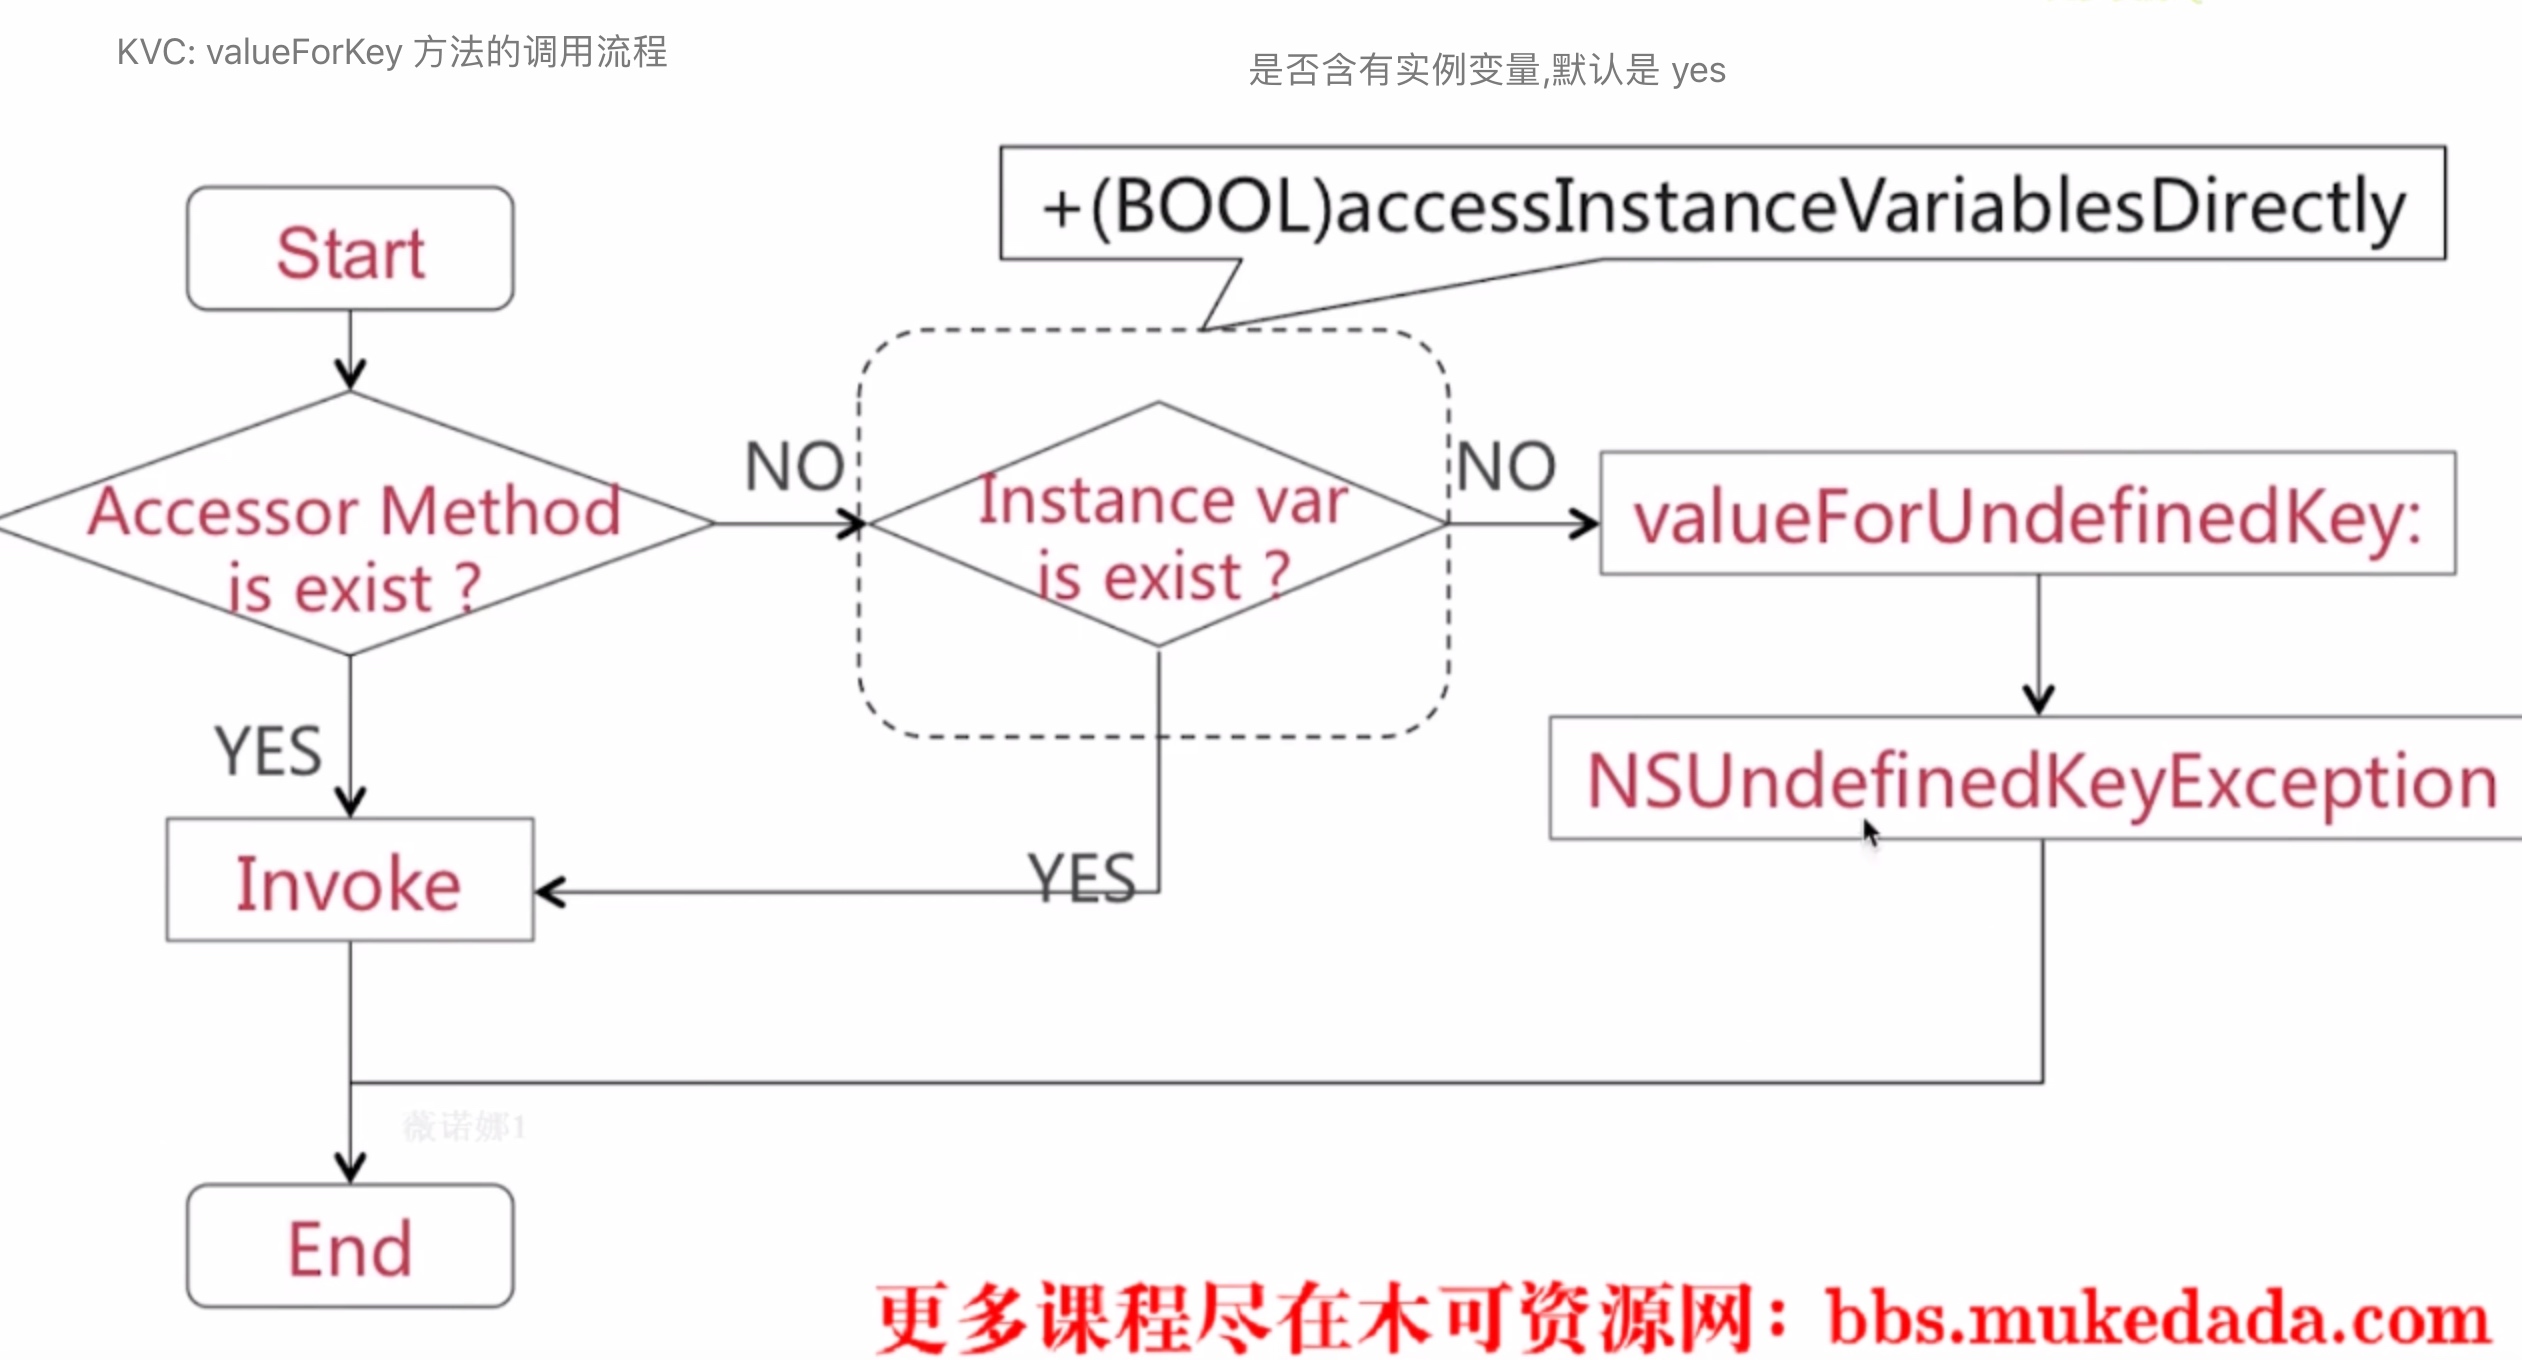 KVC: valueForKey 方法的调用流程
是否含有实例变量,默认是 yes
+(BOOL)accessInstanceVariablesDirectly
Start
Accessor Method
is exist ?
NO
Instance var
is exist ?
NO
valueForUndefinedKey:
YES
NSUndefinedKeyException
Invoke
YES
薇诺娜1
End
更多课程尽在木可资源网：bbs.mukedada.com